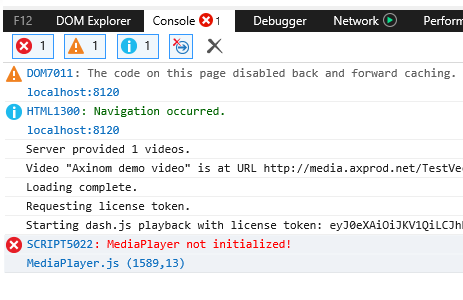 F12 DOM Explorer Console 1 Debugger Network Perform
1 1 1
DOM7011: The code on this page disabled back and forward caching.
localhost:8120
HTML1300: Navigation occurred.
localhost:8120
Server provided 1 videos.
Video "Axinom demo video" is at URL http://media.axprod.net/TestVe
Loading complete.
Requesting license token.
Starting dash.js playback with license token: eyJ0eXAiOiJKV1QiLCJh
SCRIPT5022: MediaPlayer not initialized!
MediaPlayer.js (1589,13)